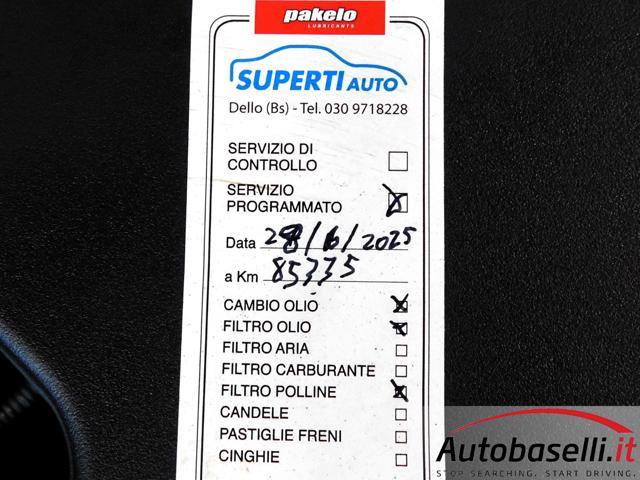 pakelo
LUBRICANTS
SUPERTI AUTO
Dello (Bs) - Tel. 030 9718228
SERVIZIO DI
CONTROLLO
SERVIZIO
PROGRAMMATO
Data 28/6/2025
a Km 85335
CAMBIO OLIO
FILTRO OLIO
FILTRO ARIA
FILTRO CARBURANTE
FILTRO POLLINE
CANDELE
PASTIGLIE FRENI
CINGHIE
Autobaselli.it
STOP SEARCHING. START DRIVING.